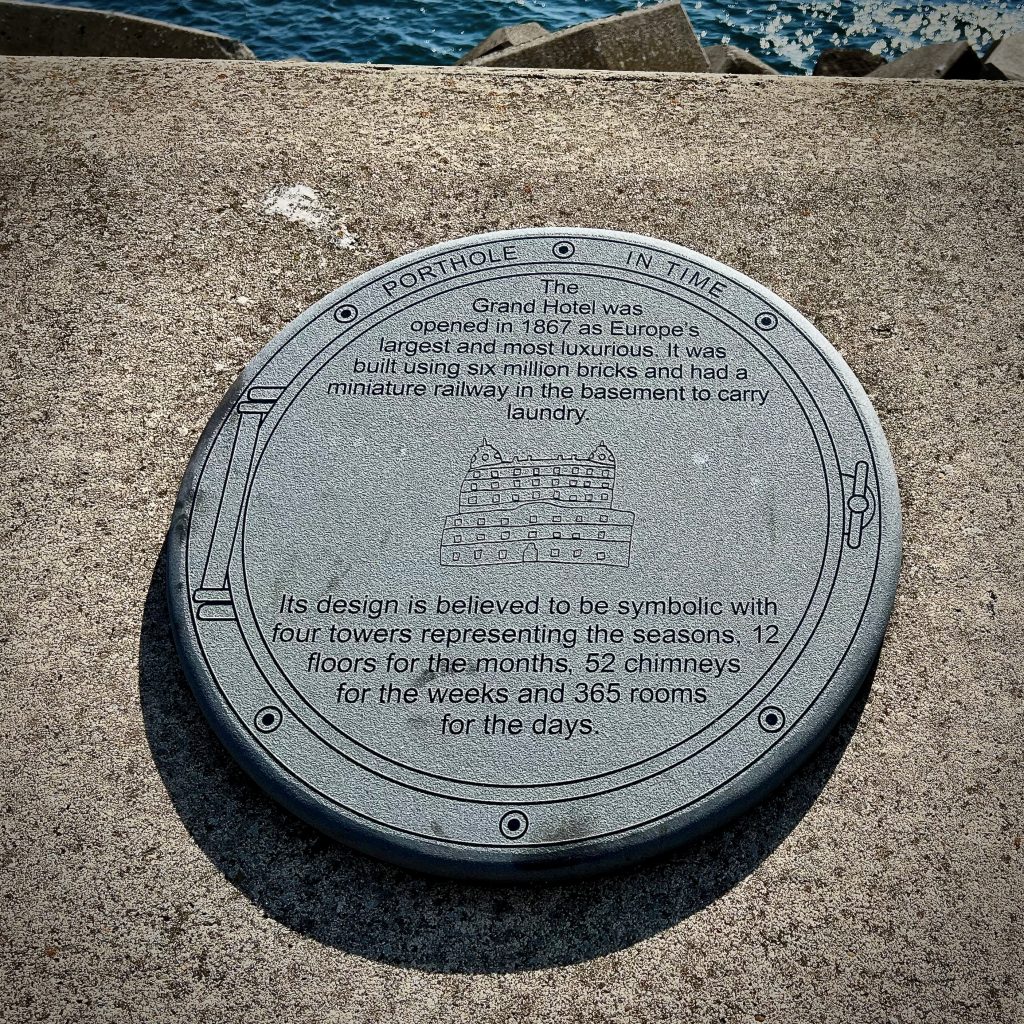 PORTHOLE IN TIME
The
Grand Hotel was
opened in 1867 as Europe's
largest and most luxurious. It was
built using six million bricks and had a
miniature railway in the basement to carry
laundry.
Its design is believed to be symbolic with
four towers representing the seasons, 12
floors for the months, 52 chimneys
for the weeks and 365 rooms
for the days.